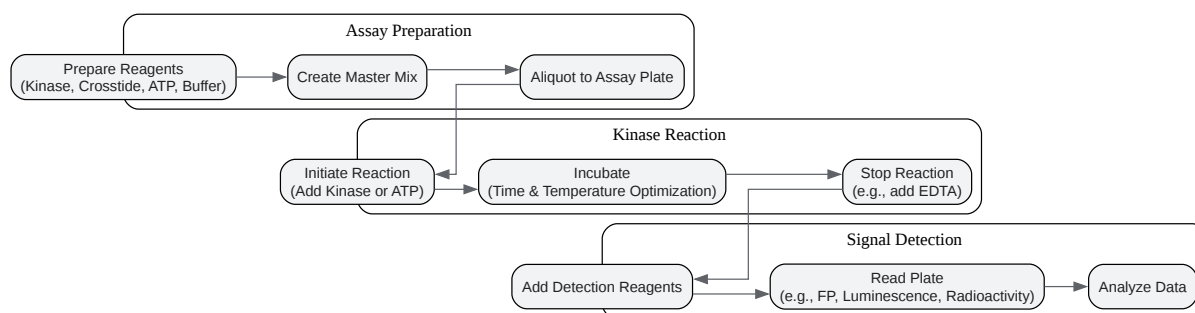 Assay Preparation
Prepare Reagents
(Kinase, Crosstide, ATP, Buffer)
Create Master Mix
Aliquot to Assay Plate
Kinase Reaction
Initiate Reaction
(Add Kinase or ATP)
Incubate
(Time & Temperature Optimization)
Stop Reaction
(e.g., add EDTA)
Signal Detection
Add Detection Reagents
Read Plate
(e.g., FP, Luminescence, Radioactivity)
Analyze Data